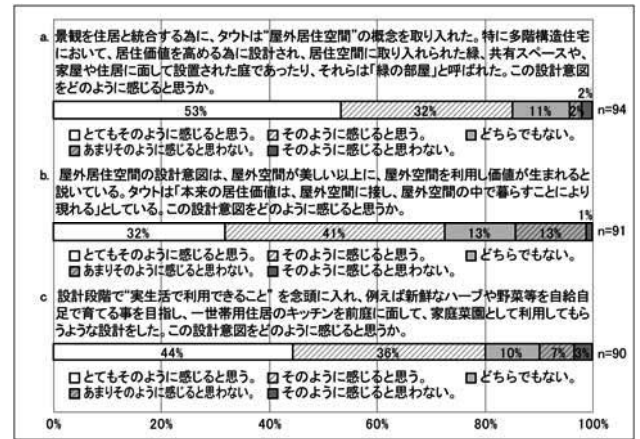 a. 景観を住居と統合する為に、タウトは“屋外居住空間”の概念を取り入れた。特に多階構造住宅
において、居住価値を高める為に設計され、居住空間に取り入れられた緑、共有スペースや、
家屋や住居に面して設置された庭であったり、それらは「緑の部屋」と呼ばれた。この設計意図
をどのように感じると思うか。
2%
53% 32% 11% 2% n=94
□とてもそのように感じると思う。 そのように感じると思う。 どちらでもない。
あまりそのように感じると思わない。 そのように感じると思わない。
b. 屋外居住空間の設計意図は、屋外空間が美しい以上に、屋外空間を利用し価値が生まれると
説いている。タウトは「本来の居住価値は、屋外空間に接し、屋外空間の中で暮らすことにより
現れる」としている。この設計意図をどのように感じると思うか。
1%
32% 41% 13% 13% n=91
□とてもそのように感じると思う。 そのように感じると思う。 どちらでもない。
あまりそのように感じると思わない。 そのように感じると思わない。
c 設計段階で“実生活で利用できること” を念頭に入れ、例えば新鮮なハーブや野菜等を自給自
足で育てる事を目指し、一世帯用住居のキッチンを前庭に面して、家庭菜園として利用してもら
うような設計をした。この設計意図をどのように感じると思うか。
44% 36% 10% 7% 3% n=90
□とてもそのように感じると思う。 そのように感じると思う。 どちらでもない。
あまりそのように感じると思わない。 そのように感じると思わない。
0% 20% 40% 60% 80% 100%